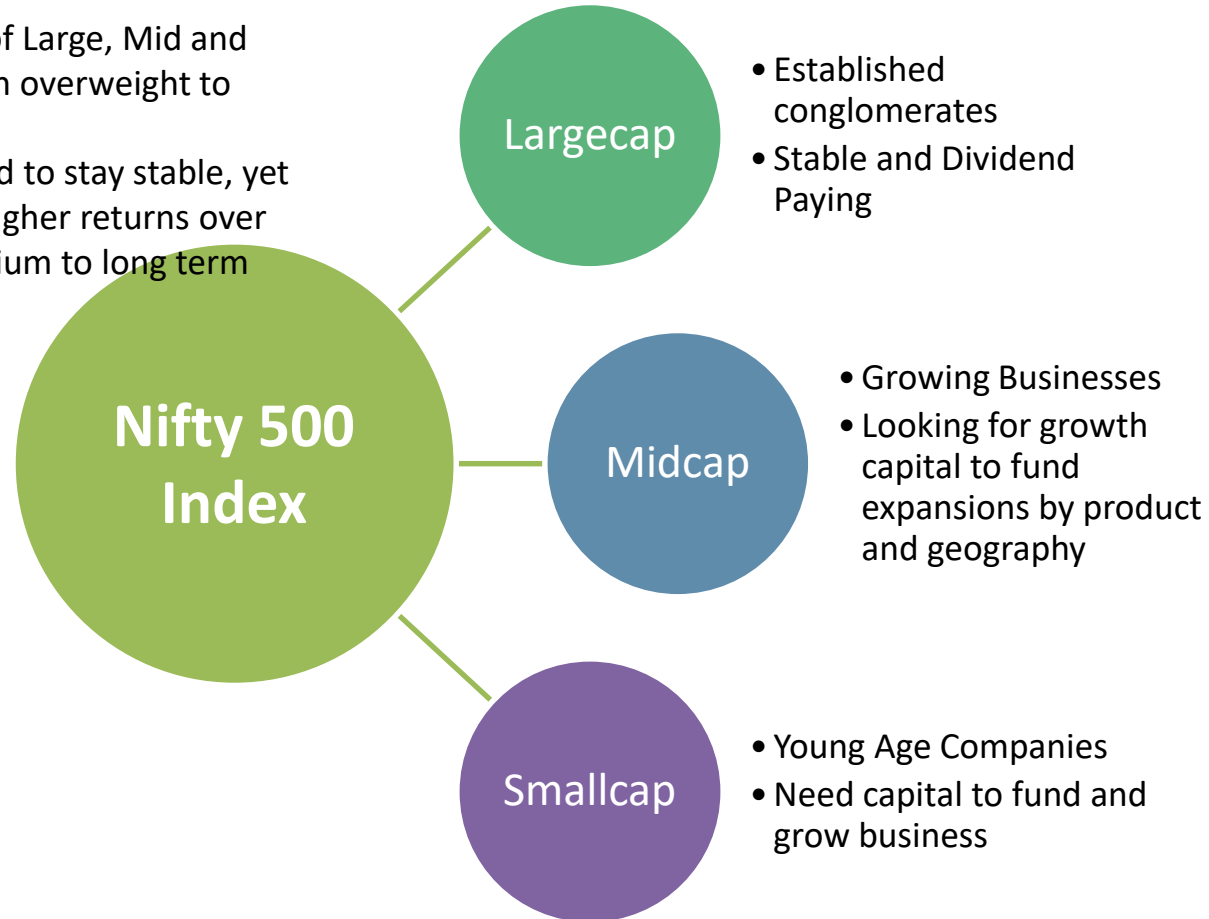 of Large, Mid and
n overweight to
d to stay stable, yet
gher returns over
ium to long term
Nifty 500
Index
Largecap
• Established
conglomerates
• Stable and Dividend
Paying
Midcap
• Growing Businesses
• Looking for growth
capital to fund
expansions by product
and geography
Smallcap
• Young Age Companies
• Need capital to fund and
grow business